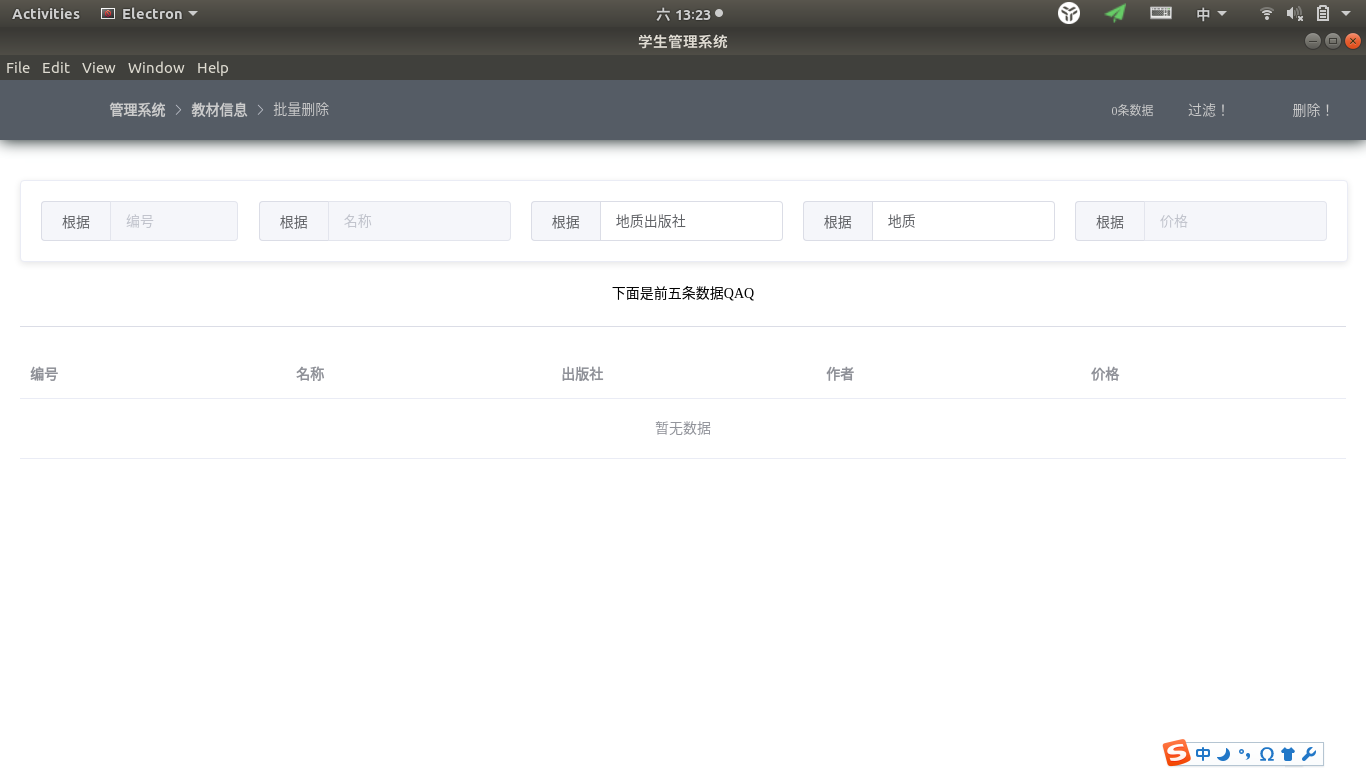 Activities Electron 六 13:23 中
学生管理系统
File Edit View Window Help
管理系统 > 教材信息 > 批量删除 0条数据 过滤！ 删除！
根据 编号 根据 名称 根据 地质出版社 根据 地质 根据 价格
下面是前五条数据QAQ
编号 名称 出版社 作者 价格
暂无数据
S 中